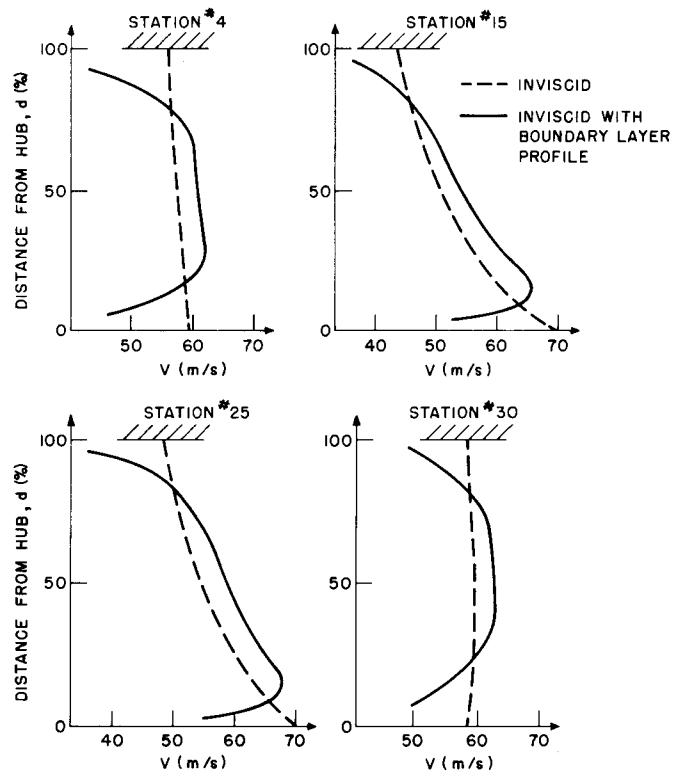 STATION #4
100
50
0
50
60
70
V (m/s)
DISTANCE FROM HUB, d (%)
STATION #15
100
50
0
40
50
60
70
V (m/s)
INVISCID
INVISCID WITH
BOUNDARY LAYER
PROFILE
STATION #25
100
50
0
40
50
60
70
V (m/s)
DISTANCE FROM HUB, d (%)
STATION #30
100
50
0
50
60
70
V (m/s)